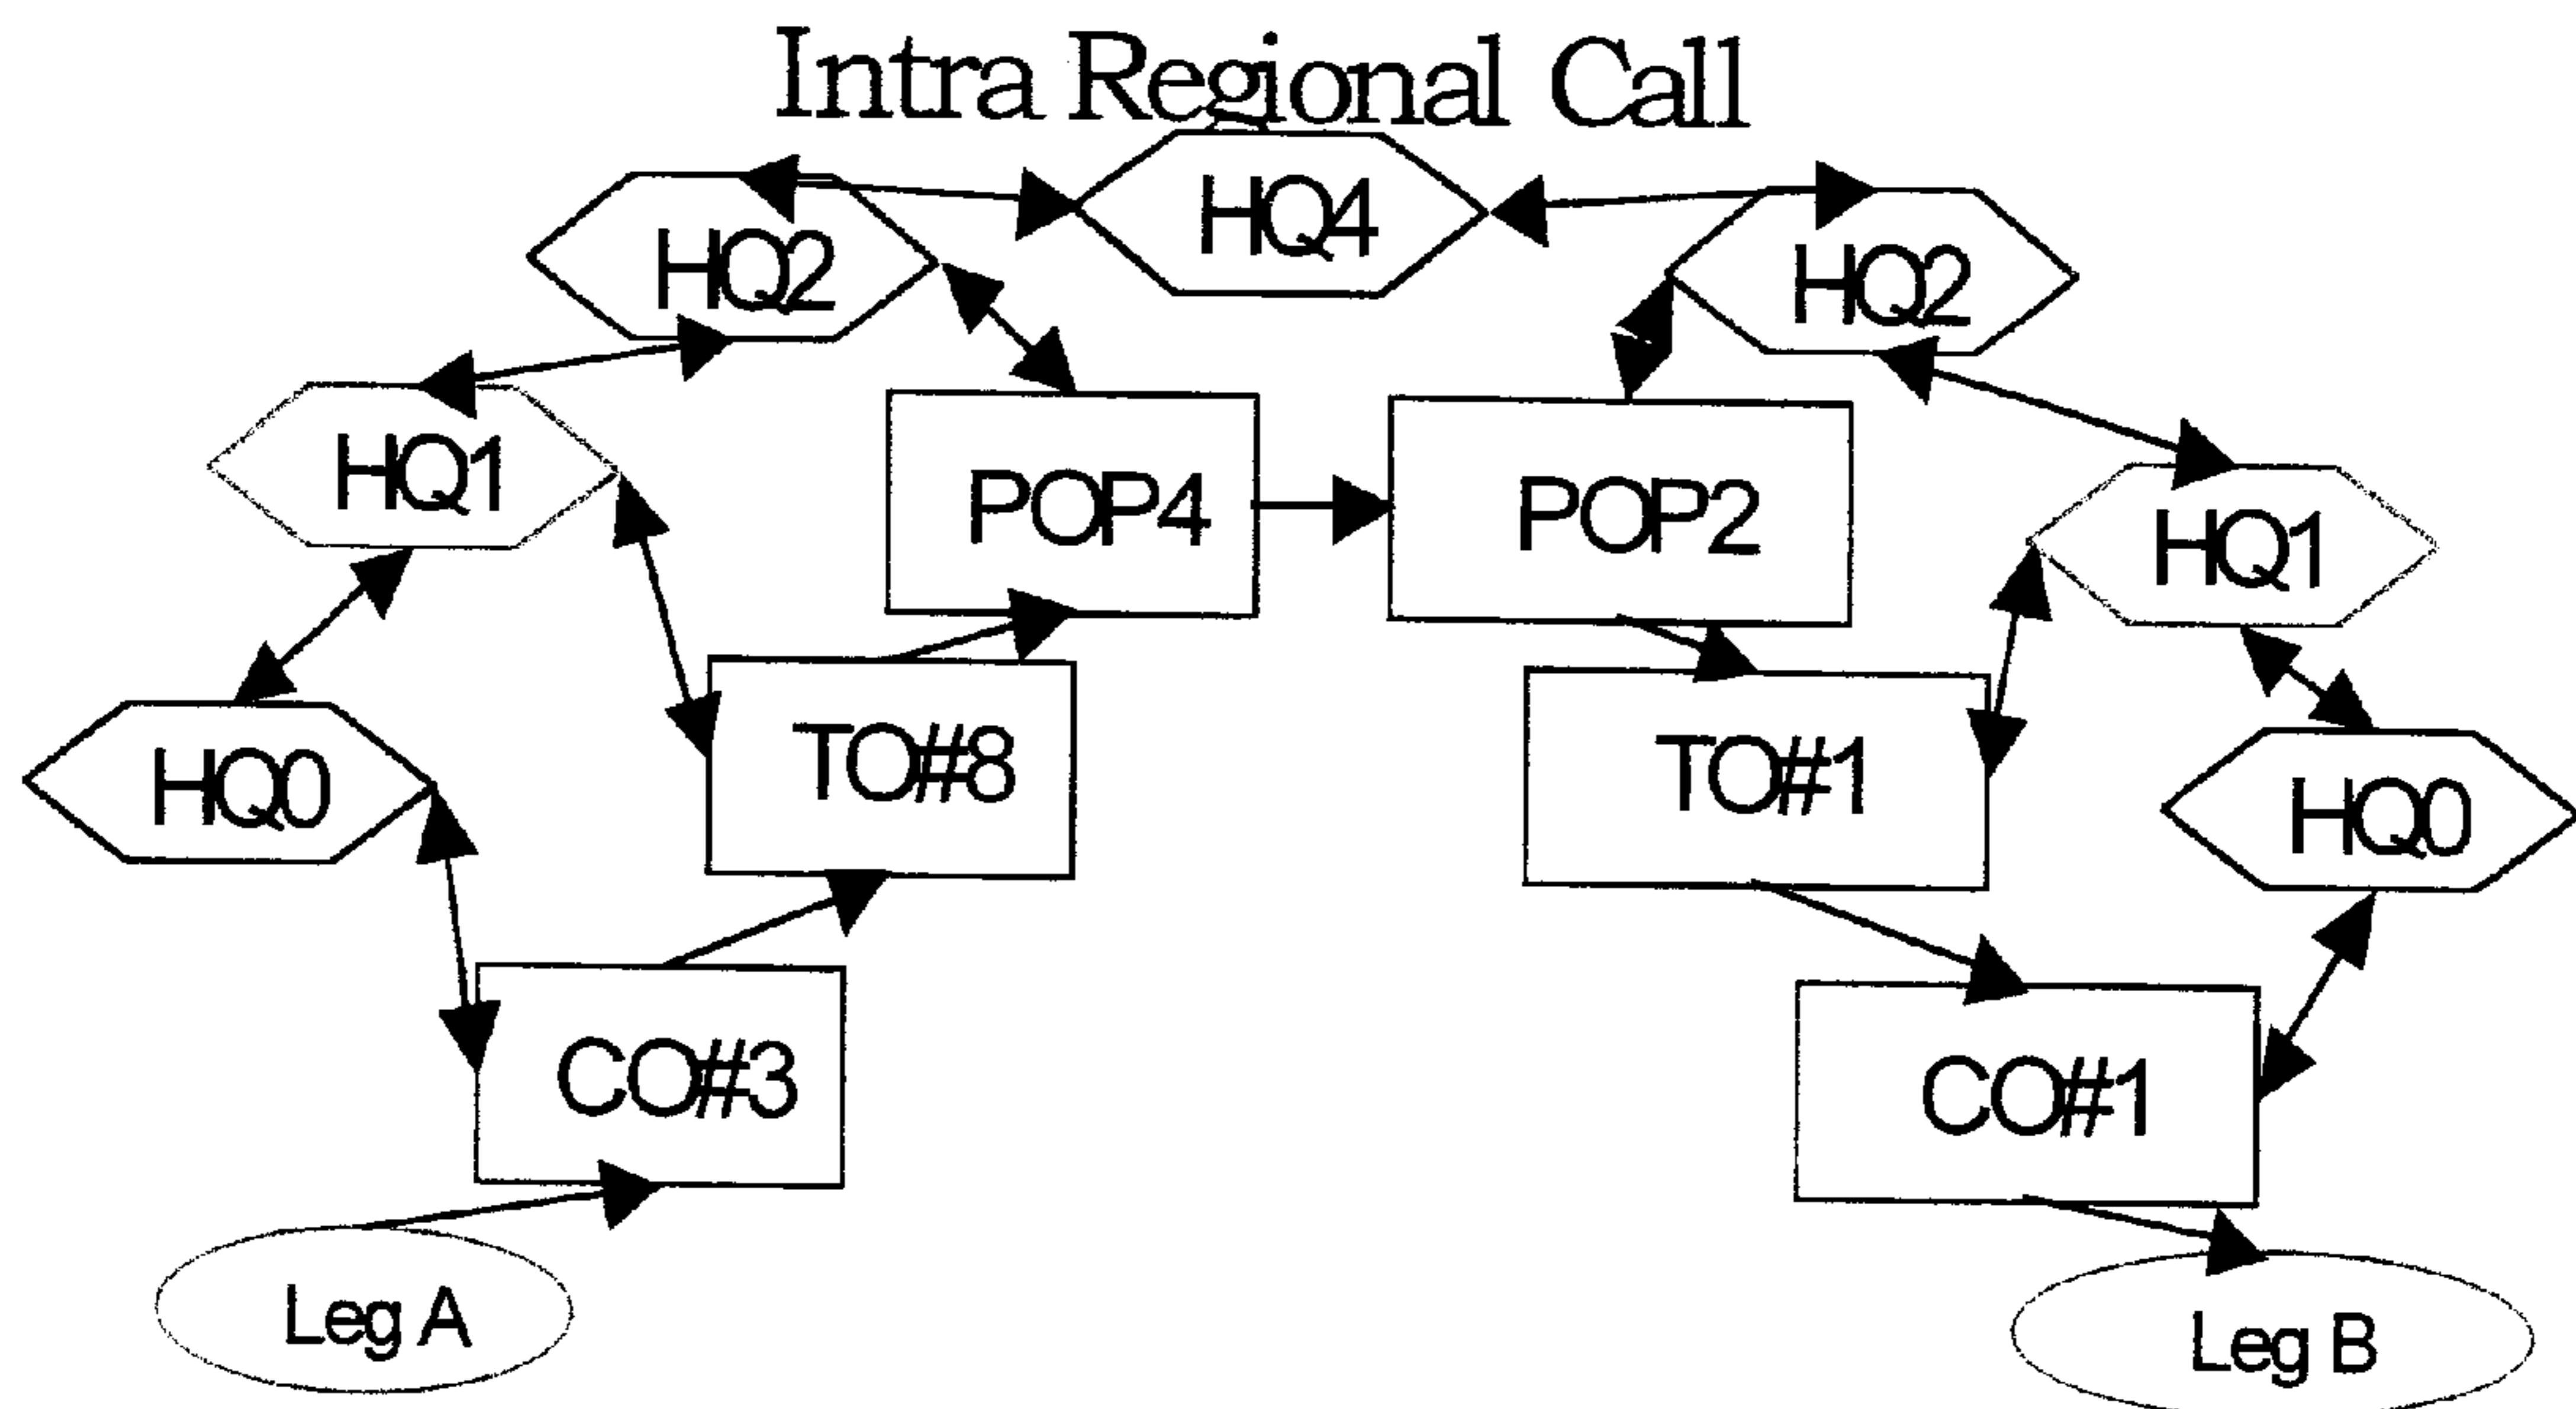 Intra Regional Call
HQ4
HQ2
HQ2
HQ1
POP4
POP2
HQ1
TO#8
TO#1
HQ0
HQ0
CO#3
CO#1
Leg A
Leg B